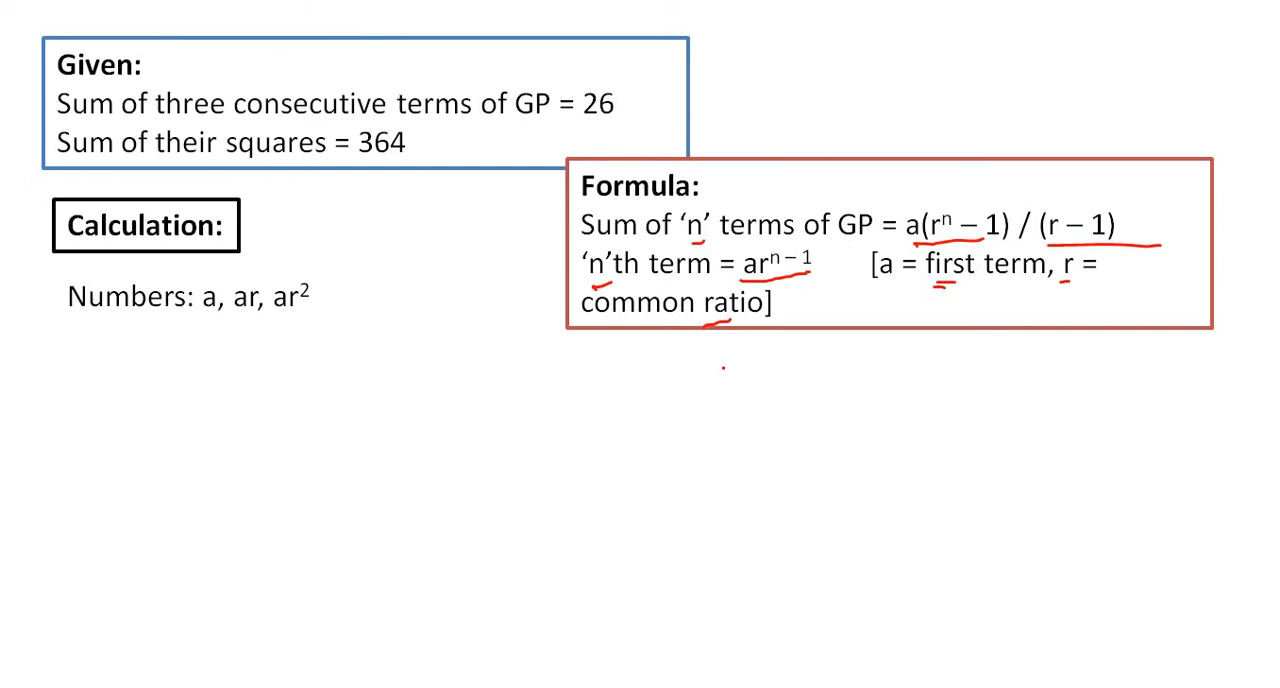 Given:
Sum of three consecutive terms of GP = 26
Sum of their squares = 364
Formula:
Sum of ‘n’ terms of GP = a(rⁿ – 1) / (r – 1)
‘n’th term = arⁿ⁻¹ [a = first term, r =
common ratio]
Calculation:
Numbers: a, ar, ar²